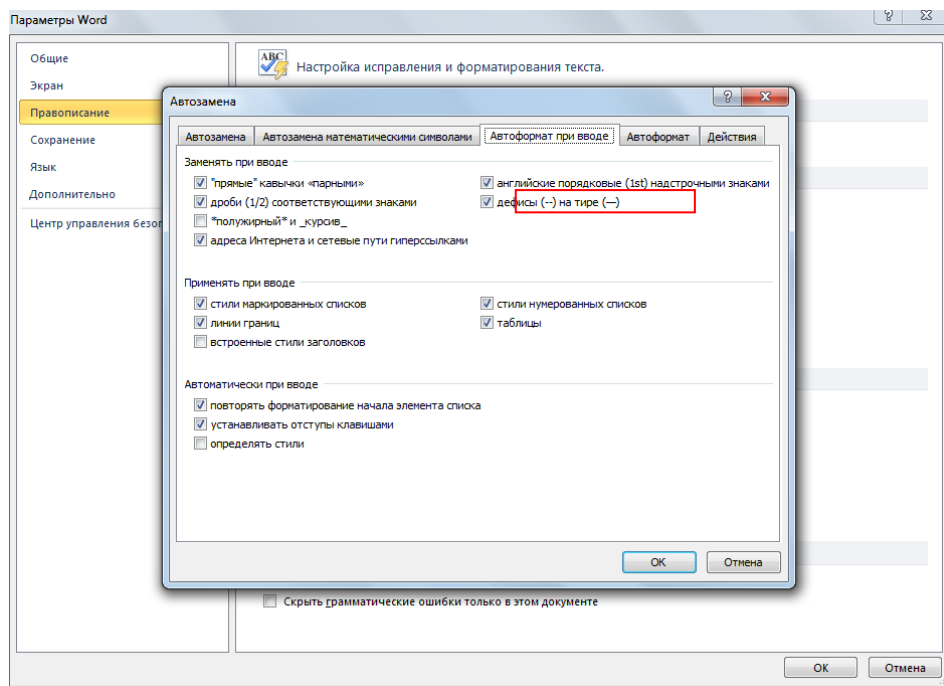 Параметры Word
Общие
Экран
Правописание
Сохранение
Язык
Дополнительно
Центр управления безоп
ABC
Настройка исправления и форматирования текста.
Автозамена
Автозамена
Автозамена математическими символами
Автоформат при вводе
Автоформат
Действия
Заменять при вводе
"прямые" кавычки «парными»
английские порядковые (1st) надстрочными знаками
дроби (1/2) соответствующими знаками
дефисы (--) на тире (—)
*полужирный* и _курсив_
адреса Интернета и сетевые пути гиперссылками
Применять при вводе
стили маркированных списков
стили нумерованных списков
линии границ
таблицы
встроенные стили заголовков
Автоматически при вводе
повторять форматирование начала элемента списка
устанавливать отступы клавишами
определять стили
ОК
Отмена
Скрыть грамматические ошибки только в этом документе
ОК
Отмена